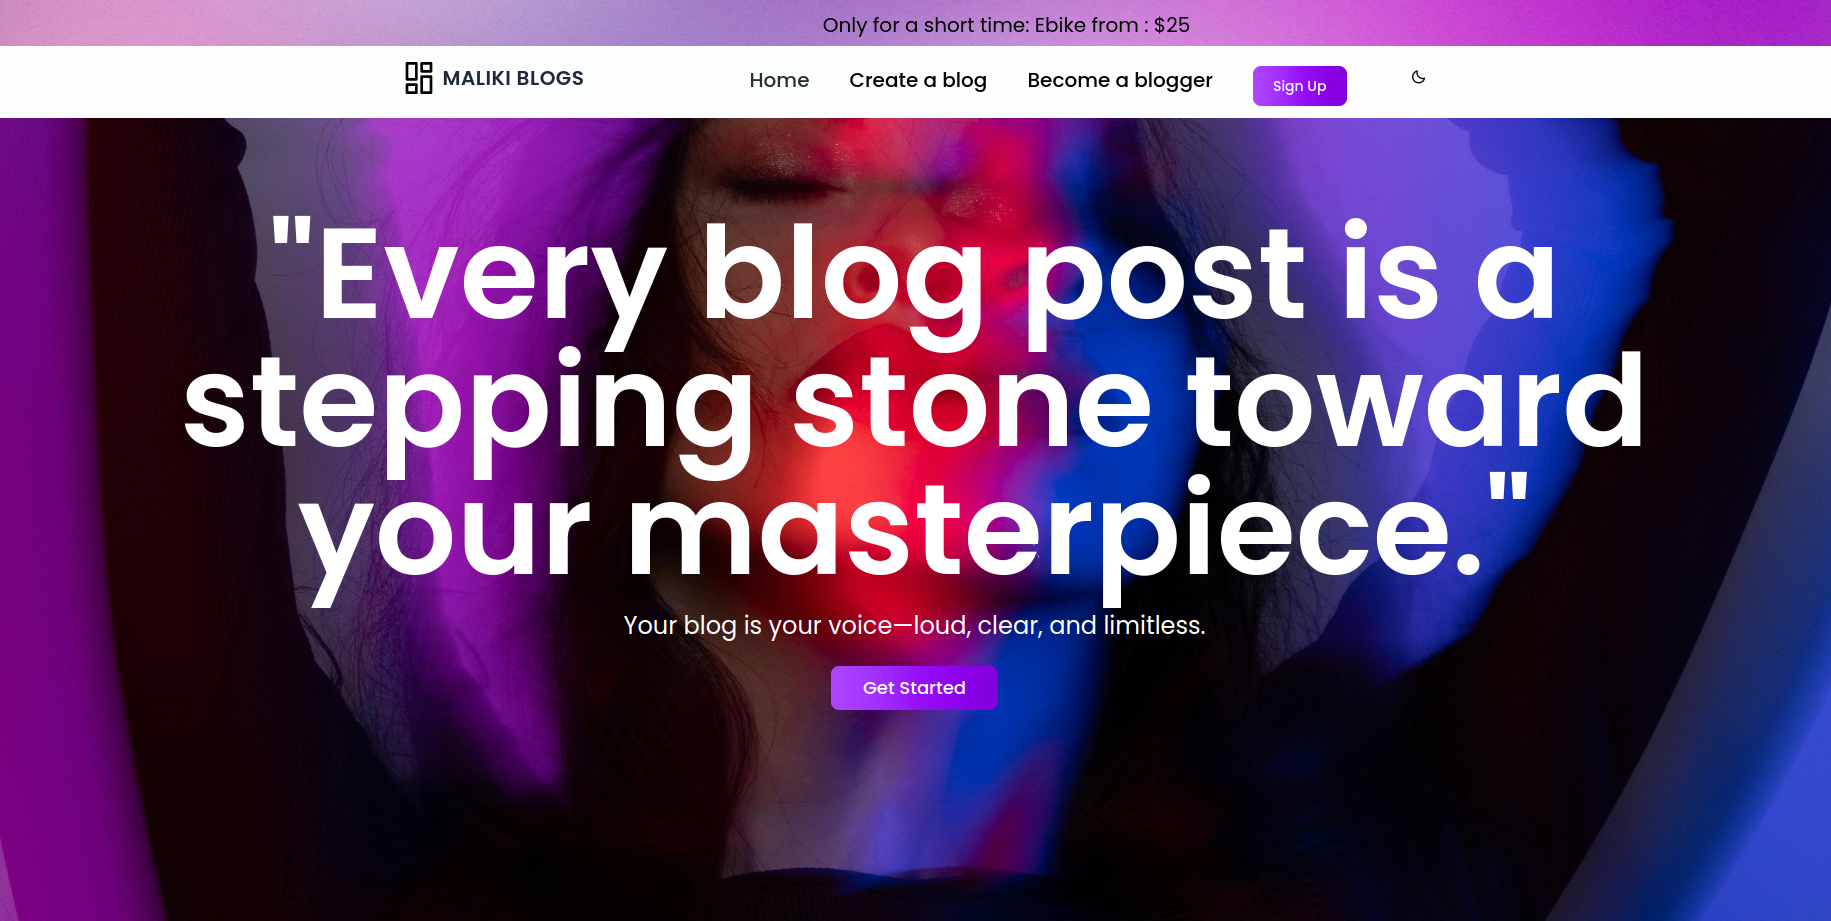 Only for a short time: Ebike from : $25
MALIKI BLOGS
Home
Create a blog
Become a blogger
Sign Up
"Every blog post is a
stepping stone toward
your masterpiece."
Your blog is your voice—loud, clear, and limitless.
Get Started